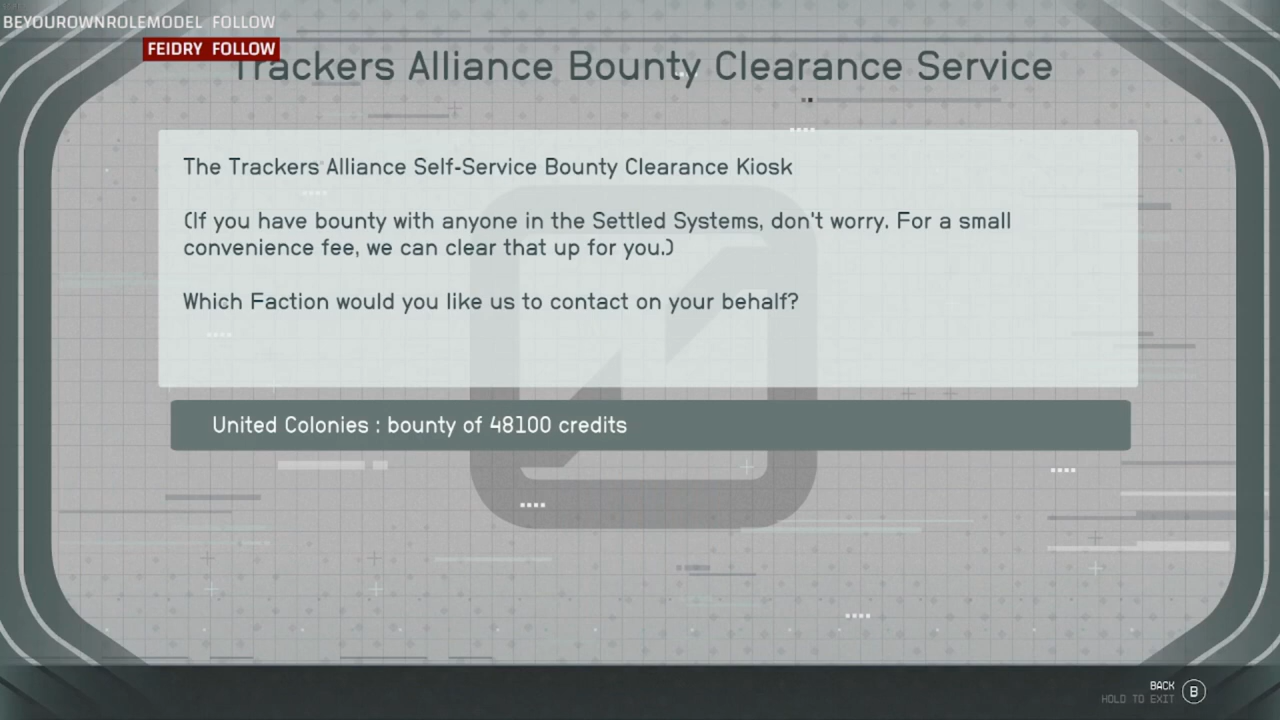 BEYOUROWNROLEMODEL FOLLOW
FEIDRY FOLLOW
Trackers Alliance Bounty Clearance Service
The Trackers Alliance Self-Service Bounty Clearance Kiosk
(If you have bounty with anyone in the Settled Systems, don't worry. For a small
convenience fee, we can clear that up for you.)
Which Faction would you like us to contact on your behalf?
United Colonies : bounty of 48100 credits
BACK
HOLD TO EXIT
B